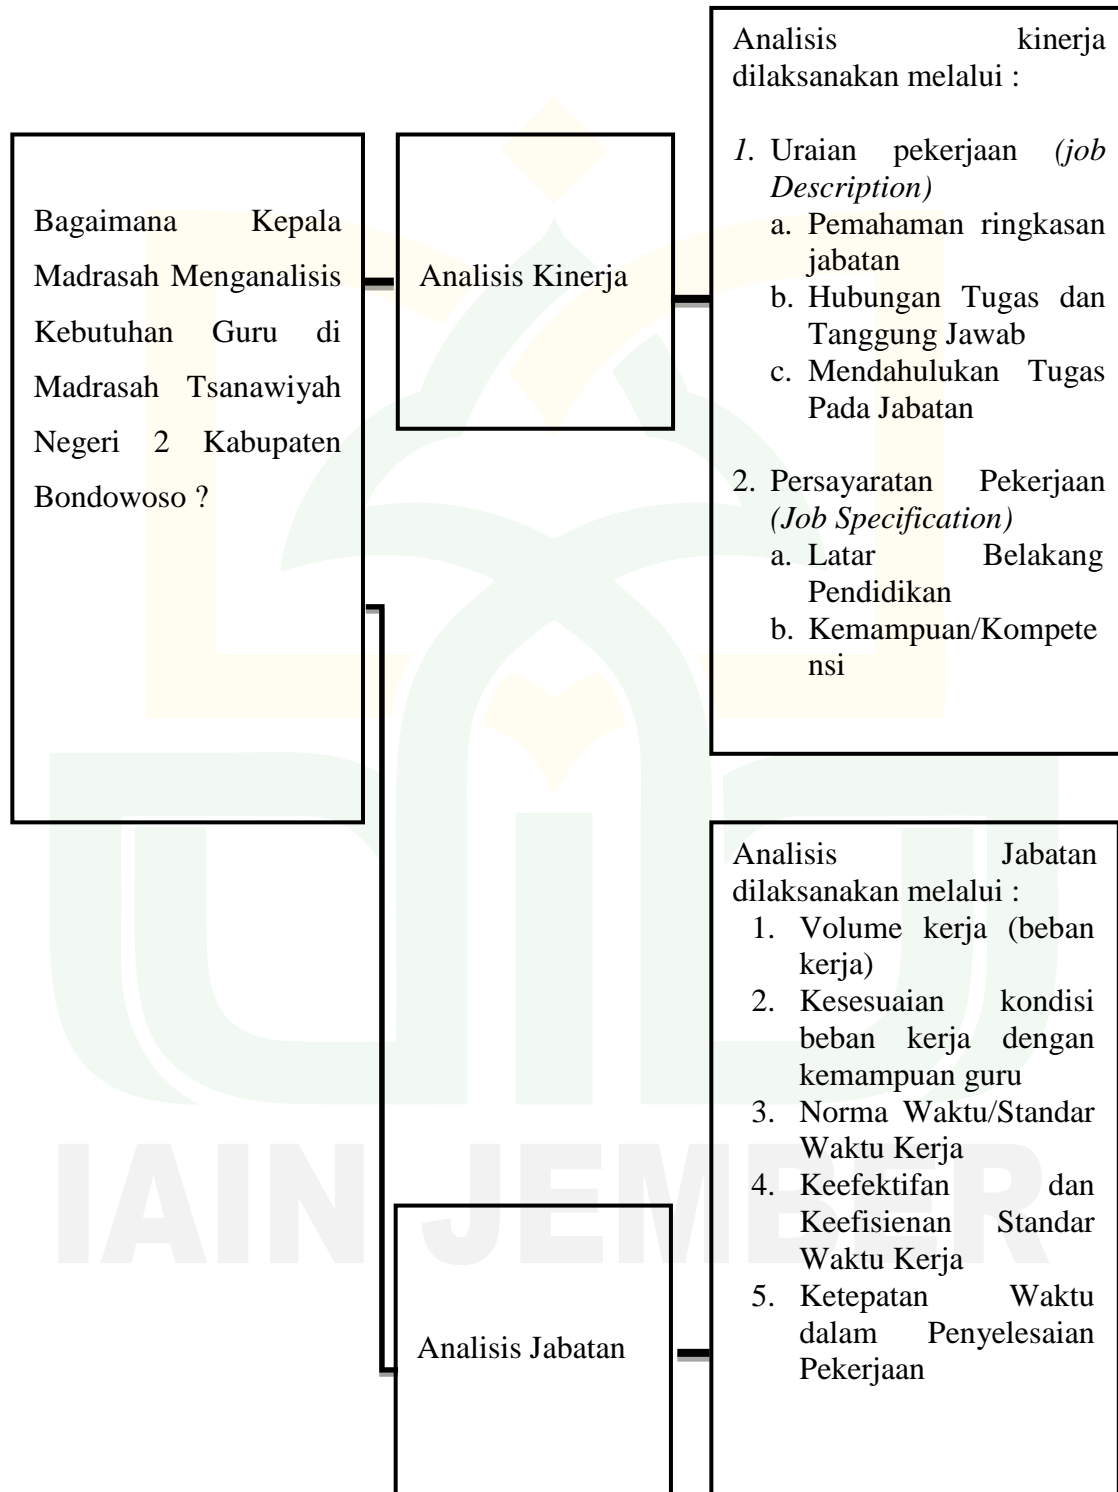 Bagaimana Kepala
Madrasah Menganalisis
Kebutuhan Guru di
Madrasah Tsanawiyah
Negeri 2 Kabupaten
Bondowoso ?
Analisis Kinerja
Analisis kinerja
dilaksanakan melalui :
1. Uraian pekerjaan (job
Description)
a. Pemahaman ringkasan
jabatan
b. Hubungan Tugas dan
Tanggung Jawab
c. Mendahulukan Tugas
Pada Jabatan
2. Persayaratan Pekerjaan
(Job Specification)
a. Latar Belakang
Pendidikan
b. Kemampuan/Kompete
nsi
Analisis Jabatan
Analisis Jabatan
dilaksanakan melalui :
1. Volume kerja (beban
kerja)
2. Kesesuaian kondisi
beban kerja dengan
kemampuan guru
3. Norma Waktu/Standar
Waktu Kerja
4. Keefektifan dan
Keefisienan Standar
Waktu Kerja
5. Ketepatan Waktu
dalam Penyelesaian
Pekerjaan
IAIN JEMBER